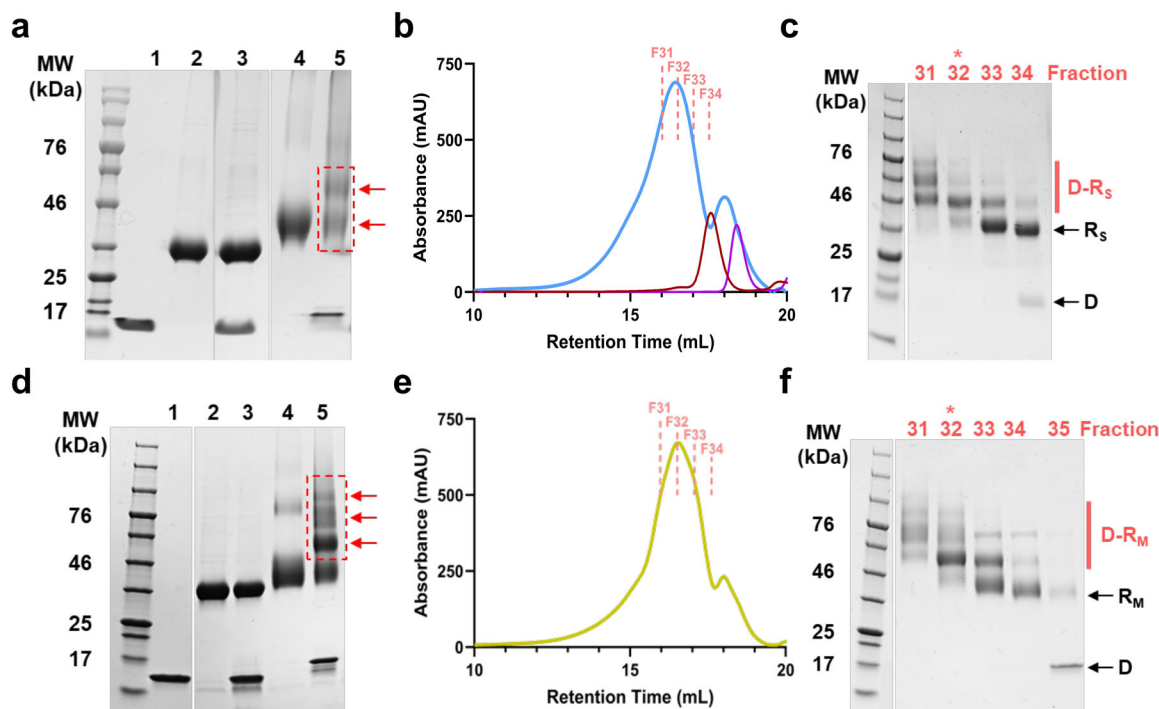 a
MW
(kDa)
1 2 3 4 5
76
46
25
17
b
Absorbance (mAU)
750
500
250
0
F31
F32
F33
F34
10 15 20
Retention Time (mL)
c
MW
(kDa)
*
31 32 33 34 Fraction
76
46
25
17
D-RS
RS
D
d
MW
(kDa)
1 2 3 4 5
76
46
25
17
e
Absorbance (mAU)
750
500
250
0
F31
F32
F33
F34
10 15 20
Retention Time (mL)
f
MW
(kDa)
*
31 32 33 34 35 Fraction
76
46
25
17
D-RM
RM
D